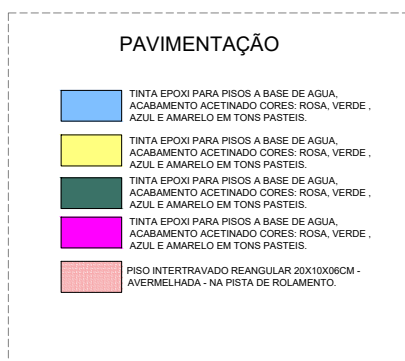 PAVIMENTAÇÃO
TINTA EPOXI PARA PISOS A BASE DE AGUA,
ACABAMENTO ACETINADO CORES: ROSA, VERDE ,
AZUL E AMARELO EM TONS PASTEIS.
TINTA EPOXI PARA PISOS A BASE DE AGUA,
ACABAMENTO ACETINADO CORES: ROSA, VERDE ,
AZUL E AMARELO EM TONS PASTEIS.
TINTA EPOXI PARA PISOS A BASE DE AGUA,
ACABAMENTO ACETINADO CORES: ROSA, VERDE ,
AZUL E AMARELO EM TONS PASTEIS.
TINTA EPOXI PARA PISOS A BASE DE AGUA,
ACABAMENTO ACETINADO CORES: ROSA, VERDE ,
AZUL E AMARELO EM TONS PASTEIS.
PISO INTERTRAVADO REANGULAR 20X10X06CM -
AVERMELHADA - NA PISTA DE ROLAMENTO.